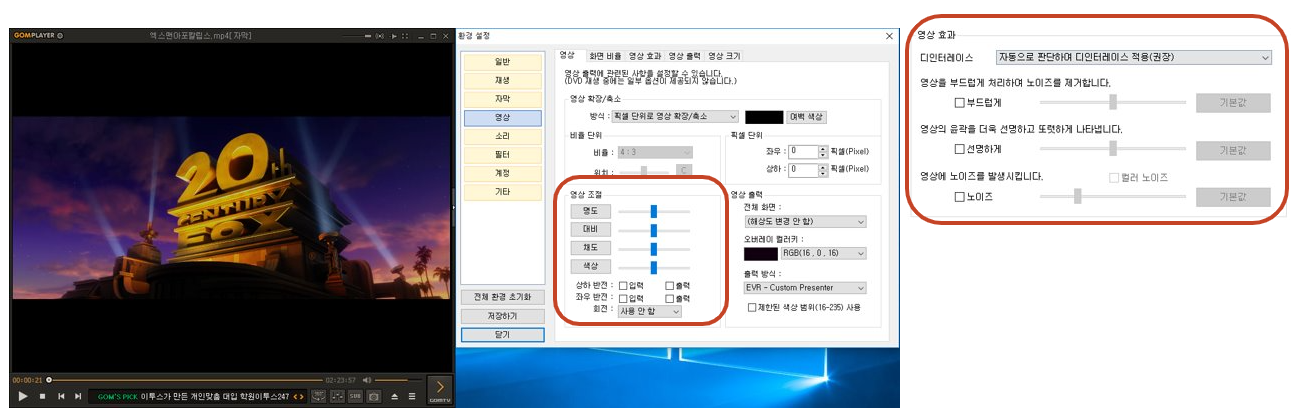 GOMPLAYER
엑스맨아포칼립스.mp4[자막]
20th
CENTURY
FOX
00:00:21
02:23:57
GOM'S PICK 이투스가 만든 개인맞춤 대입 학원이투스247
SUB
GOMTV
환경 설정
일반
재생
자막
영상
소리
필터
계정
기타
전체 환경 초기화
저장하기
닫기
영상 화면 비율 영상 효과 영상 출력 영상 크기
영상 출력에 관련된 사항을 설정할 수 있습니다.
(DVD 재생 중에는 일부 옵션이 제공되지 않습니다.)
영상 확장/축소
방식 : 픽셀 단위로 영상 확장/축소 여백 색상
비율 단위
비율 : 4 : 3
위치 : C
픽셀 단위
좌우 : 0 픽셀(Pixel)
상하 : 0 픽셀(Pixel)
영상 조절
명도
대비
채도
색상
상하 반전 : 입력 출력
좌우 반전 : 입력 출력
회전 : 사용 안 함
영상 출력
전체 화면 :
(해상도 변경 안 함)
오버레이 컬러키 :
RGB(16 , 0 , 16)
출력 방식 :
EVR - Custom Presenter
제한된 색상 범위(16-235) 사용
영상 효과
디인터레이스 자동으로 판단하여 디인터레이스 적용(권장)
영상을 부드럽게 처리하여 노이즈를 제거합니다.
부드럽게 기본값
영상의 윤곽을 더욱 선명하고 또렷하게 나타냅니다.
선명하게 기본값
영상에 노이즈를 발생시킵니다. 컬러 노이즈
노이즈 기본값